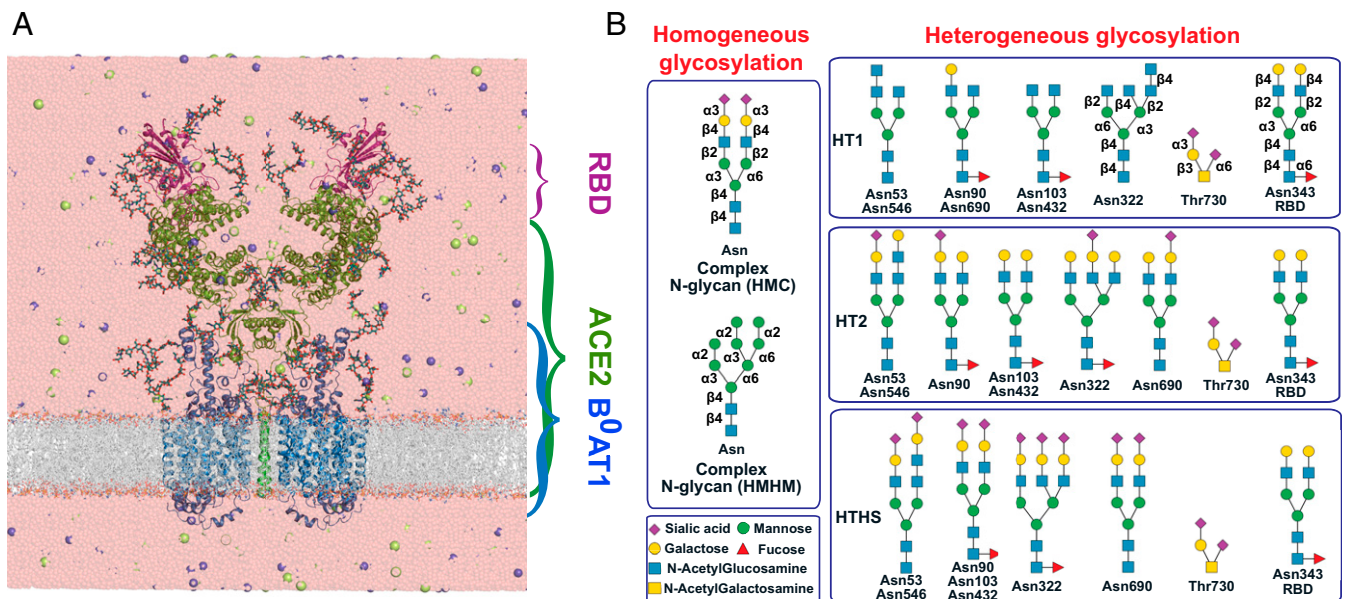 A
RBD
ACE2
B⁰AT1
B
Homogeneous
glycosylation
α3 α3
β4 β4
β2 β2
α3 α6
β4
β4
Asn
Complex
N-glycan (HMC)
α2 α2
α2 α3 α6
α3 α6
β4
β4
Asn
Complex
N-glycan (HMHM)
Sialic acid Mannose
Galactose Fucose
N-AcetylGlucosamine
N-AcetylGalactosamine
Heterogeneous glycosylation
HT1
Asn53
Asn546
Asn90
Asn690
Asn103
Asn432
β4
β2 β4 β2
α6 α3
β4
β4
Asn322
α3
β3 α6
Thr730
β4 β4
β2 β2
α3 α6
β4
β4 α6
Asn343
RBD
HT2
Asn53
Asn546
Asn90
Asn103
Asn432
Asn322
Asn690
Thr730
Asn343
RBD
HTHS
Asn53
Asn546
Asn90
Asn103
Asn432
Asn322
Asn690
Thr730
Asn343
RBD